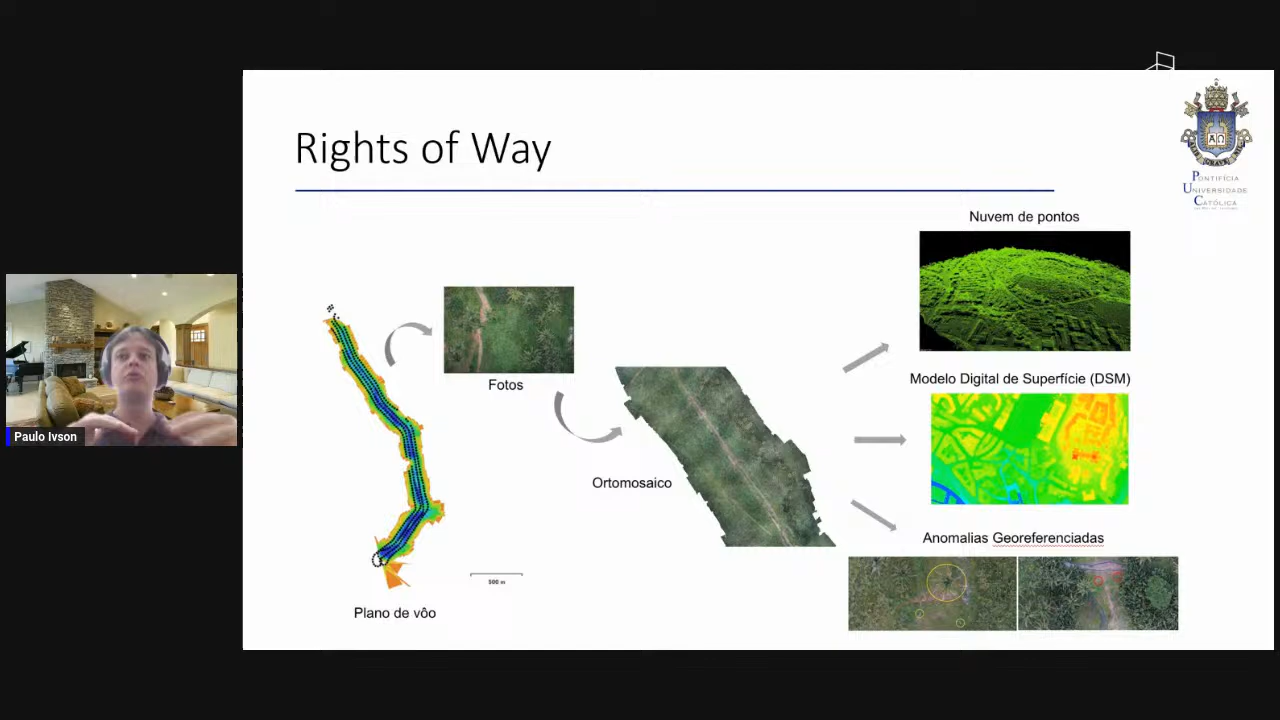 Rights of Way
PONTIFÍCIA
UNIVERSIDADE
CATÓLICA
Nuvem de pontos
Fotos
Modelo Digital de Superfície (DSM)
Paulo Ivson
Ortomosaico
Anomalias Georeferenciadas
500 m
Plano de vôo